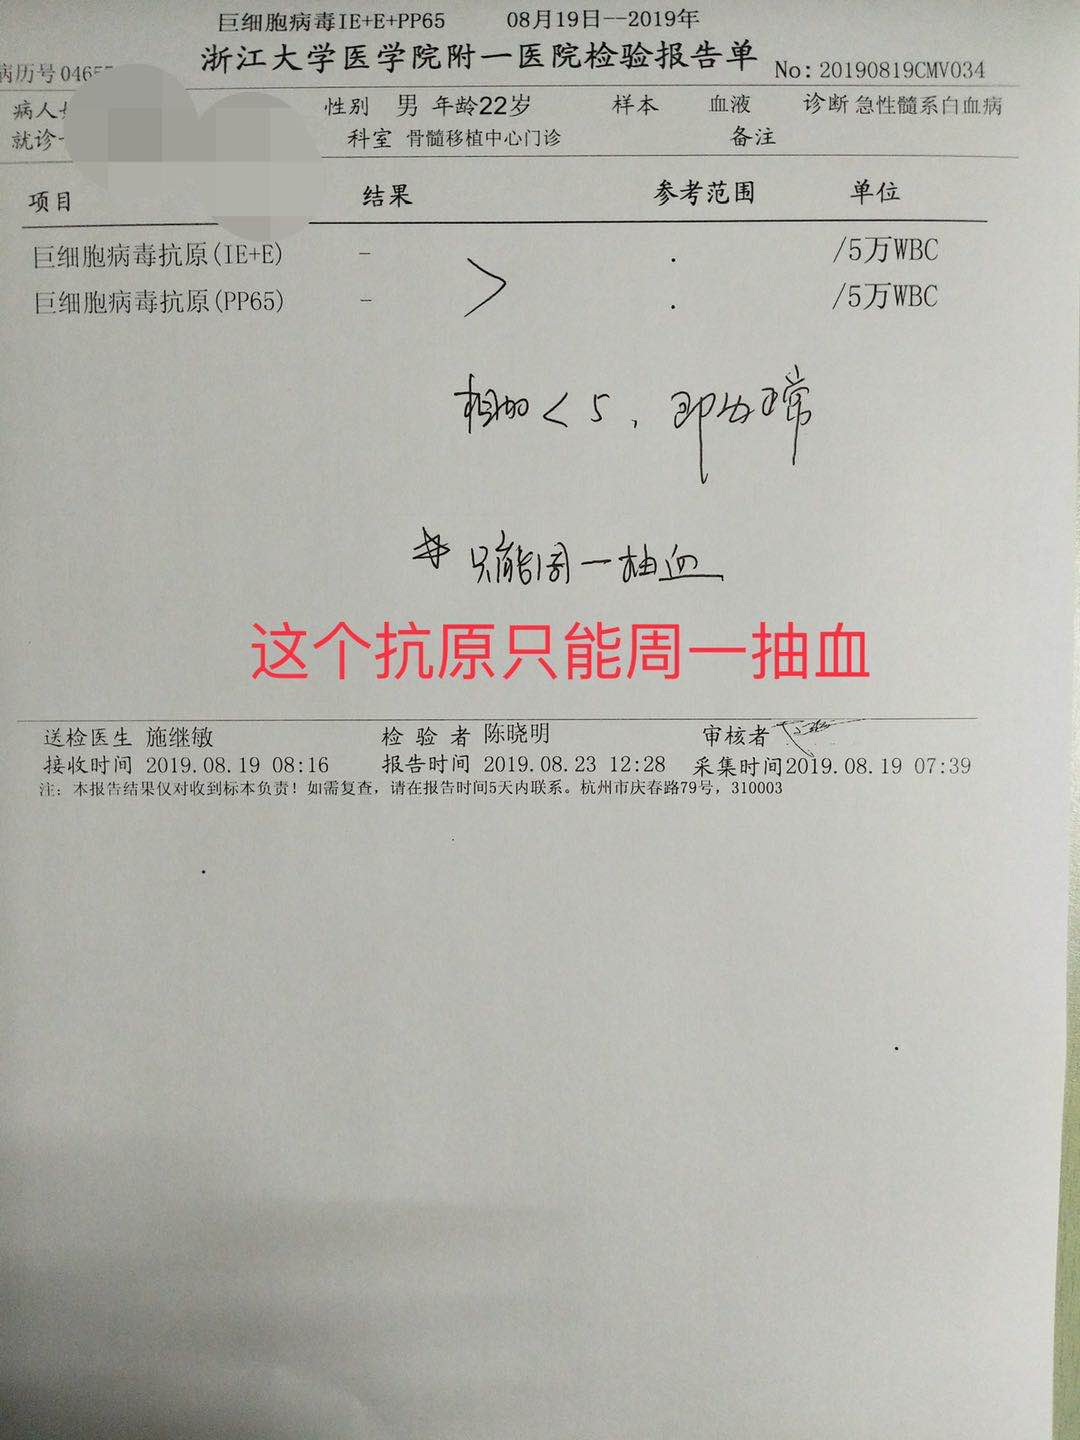 巨细胞病毒IE+E+PP65 08月19日--2019年
浙江大学医学院附一医院检验报告单
病历号 0465 No: 20190819CMV034
病人 性别 男 年龄22岁 样本 血液 诊断 急性髓系白血病
就诊 科室 骨髓移植中心门诊 备注
项目 结果 参考范围 单位
巨细胞病毒抗原(IE+E) - . /5万WBC
巨细胞病毒抗原(PP65) - . /5万WBC
相加<5,即为正常
只能周一抽血
这个抗原只能周一抽血
送检医生 施继敏 检验者 陈晓明 审核者
接收时间 2019.08.19 08:16 报告时间 2019.08.23 12:28 采集时间2019.08.19 07:39
注: 本报告结果仅对收到标本负责! 如需复查, 请在报告时间5天内联系。杭州市庆春路79号, 310003